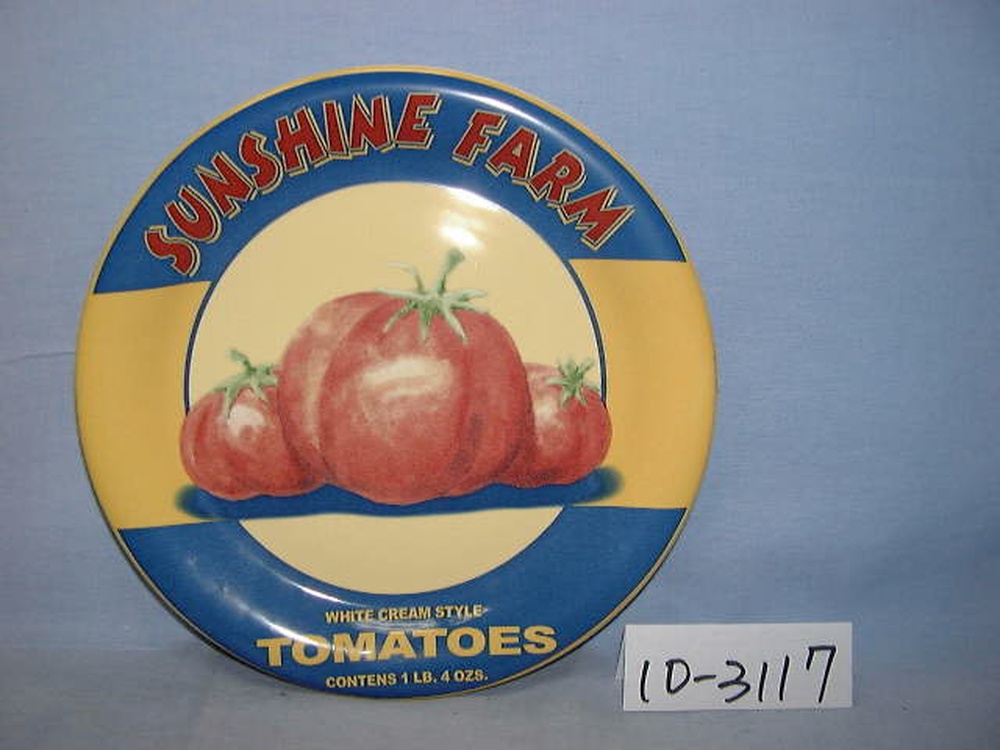 SUNSHINE FARM
WHITE CREAM STYLE
TOMATOES
CONTENS 1 LB. 4 OZS.
10-3117